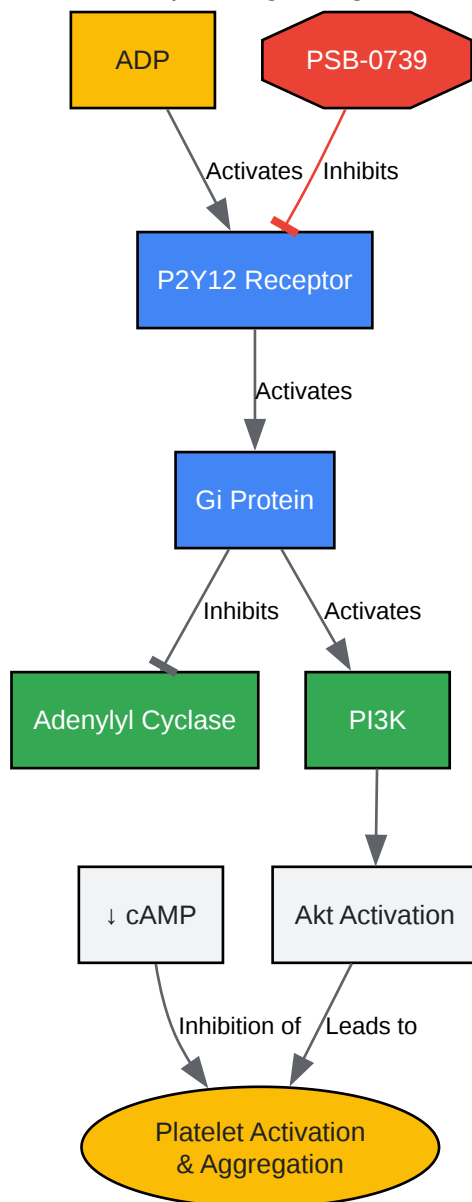 ADP
PSB-0739
Activates
Inhibits
P2Y12 Receptor
Activates
Gi Protein
Inhibits
Activates
Adenylyl Cyclase
PI3K
↓ cAMP
Akt Activation
Inhibition of
Leads to
Platelet Activation
& Aggregation